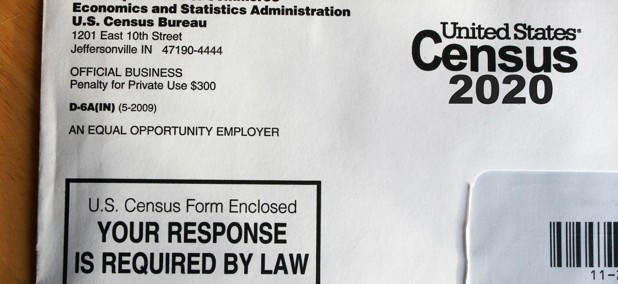 Economics and Statistics Administration
U.S. Census Bureau
1201 East 10th Street
Jeffersonville IN 47190-4444
OFFICIAL BUSINESS
Penalty for Private Use $300
D-6A(IN) (5-2009)
AN EQUAL OPPORTUNITY EMPLOYER
United States®
Census
2020
U.S. Census Form Enclosed
YOUR RESPONSE
IS REQUIRED BY LAW